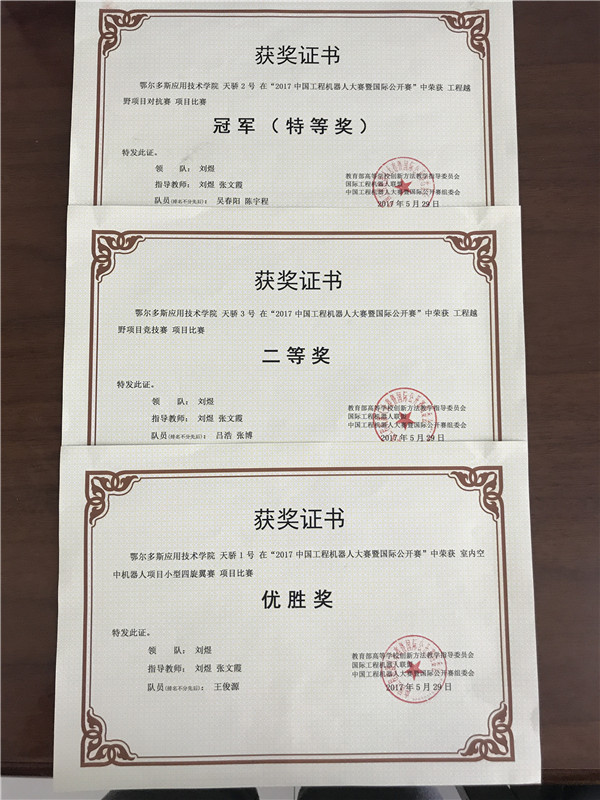 获奖证书
鄂尔多斯应用技术学院 天骄 2 号 在“2017 中国工程机器人大赛暨国际公开赛”中荣获 工程越
野项目对抗赛 项目比赛
冠军（特等奖）
特发此证。
领 队： 刘煜
指导教师： 刘煜 张文霞
队员(排名不分先后)： 吴春阳 陈宇程
教育部高等学校创新方法教学指导委员会
国际工程机器人联盟
中国工程机器人大赛暨国际公开赛组委会
2017 年 5 月 29 日
获奖证书
鄂尔多斯应用技术学院 天骄 3 号 在“2017 中国工程机器人大赛暨国际公开赛”中荣获 工程越
野项目竞技赛 项目比赛
二等奖
特发此证。
领 队： 刘煜
指导教师： 刘煜 张文霞
队员(排名不分先后)： 吕浩 张博
教育部高等学校创新方法教学指导委员会
国际工程机器人联盟
中国工程机器人大赛暨国际公开赛组委会
2017 年 5 月 29 日
获奖证书
鄂尔多斯应用技术学院 天骄 1 号 在“2017 中国工程机器人大赛暨国际公开赛”中荣获 室内空
中机器人项目小型四旋翼赛 项目比赛
优胜奖
特发此证。
领 队： 刘煜
指导教师： 刘煜 张文霞
队员(排名不分先后)： 王俊源
教育部高等学校创新方法教学指导委员会
国际工程机器人联盟
中国工程机器人大赛暨国际公开赛组委会
2017 年 5 月 29 日